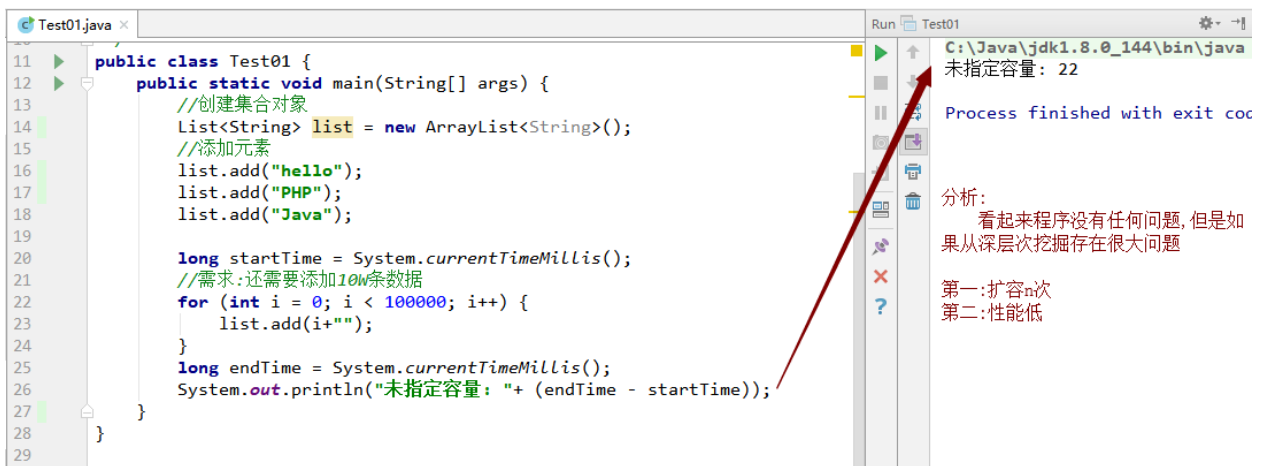 Test01.java
Run Test01
11 public class Test01 {
12 public static void main(String[] args) {
13 //创建集合对象
14 List<String> list = new ArrayList<String>();
15 //添加元素
16 list.add("hello");
17 list.add("PHP");
18 list.add("Java");
19
20 long startTime = System.currentTimeMillis();
21 //需求:还需要添加10W条数据
22 for (int i = 0; i < 100000; i++) {
23 list.add(i+"");
24 }
25 long endTime = System.currentTimeMillis();
26 System.out.println("未指定容量: "+ (endTime - startTime));
27 }
28 }
29
C:\Java\jdk1.8.0_144\bin\java
未指定容量: 22
Process finished with exit cod
分析:
看起来程序没有任何问题,但是如
果从深层次挖掘存在很大问题
第一:扩容n次
第二:性能低